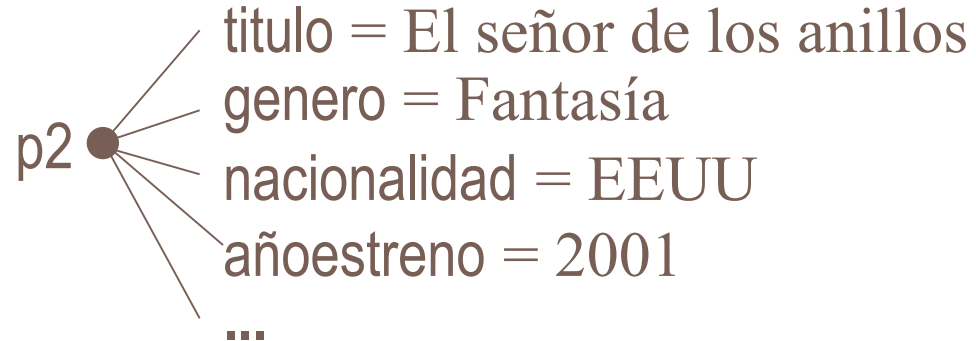 titulo = El señor de los anillos
genero = Fantasía
p2
nacionalidad = EEUU
añoestreno = 2001
...